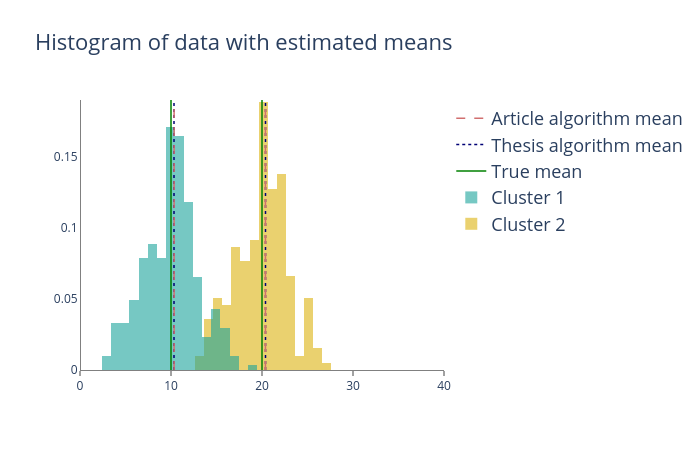 Histogram of data with estimated means
Article algorithm mean
Thesis algorithm mean
True mean
Cluster 1
Cluster 2
0.15
0.1
0.05
0
0 10 20 30 40